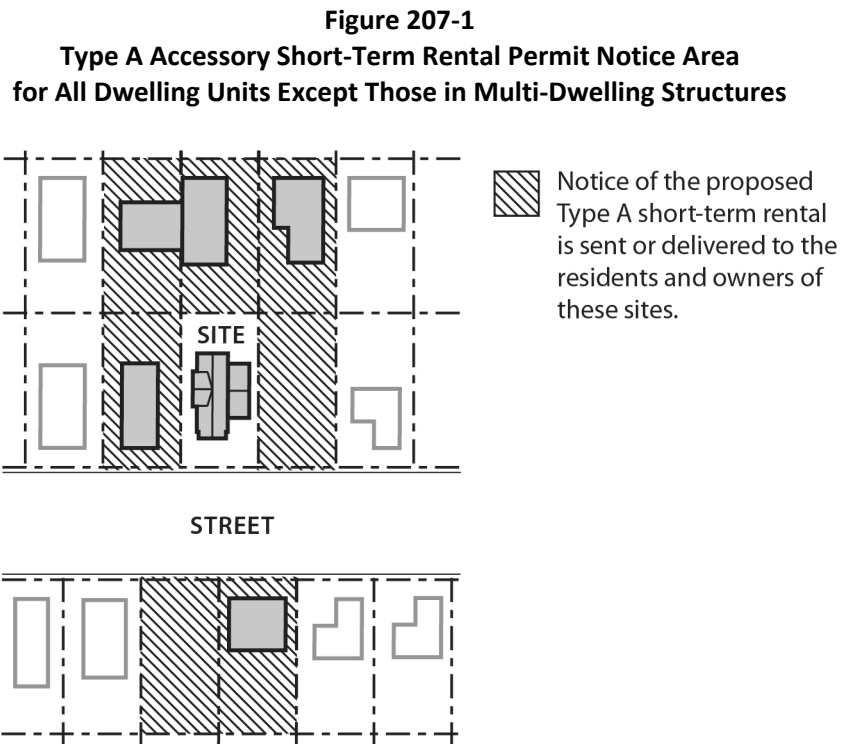 Figure 207-1
Type A Accessory Short-Term Rental Permit Notice Area
for All Dwelling Units Except Those in Multi-Dwelling Structures
Notice of the proposed
Type A short-term rental
is sent or delivered to the
residents and owners of
these sites.
SITE
STREET